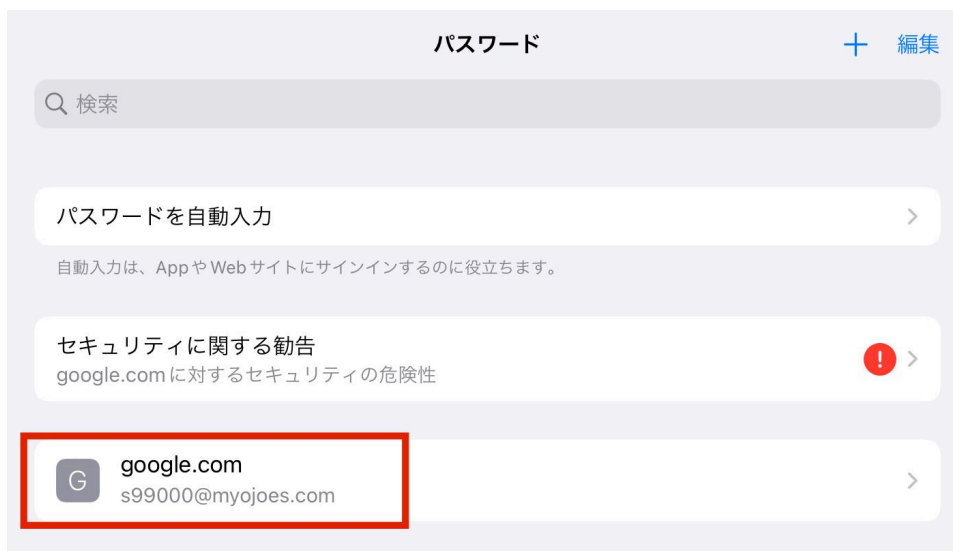 パスワード
編集
検索
パスワードを自動入力
自動入力は、AppやWebサイトにサインインするのに役立ちます。
セキュリティに関する勧告
google.comに対するセキュリティの危険性
!
G
google.com
s99000@myojoes.com